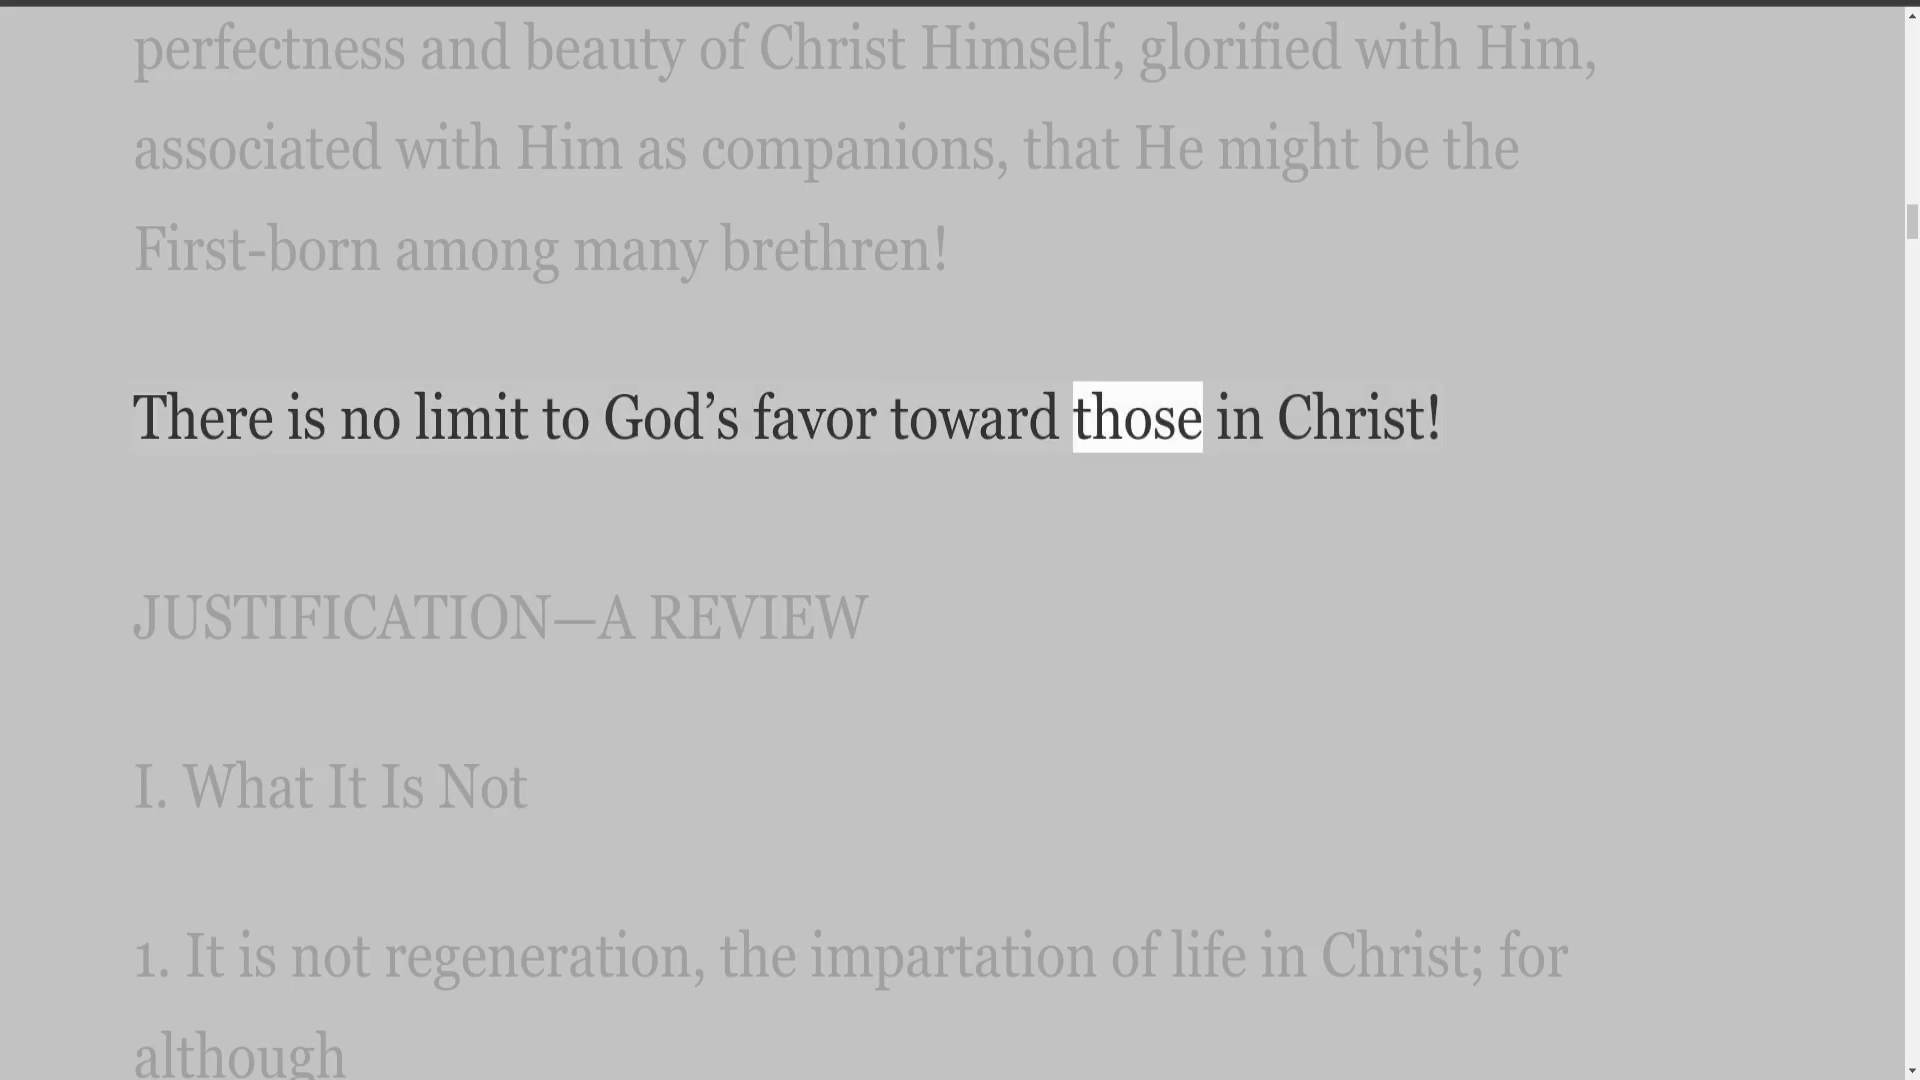 perfectness and beauty of Christ Himself, glorified with Him,
associated with Him as companions, that He might be the
First-born among many brethren!
There is no limit to God’s favor toward those in Christ!
JUSTIFICATION—A REVIEW
I. What It Is Not
1. It is not regeneration, the impartation of life in Christ; for
although